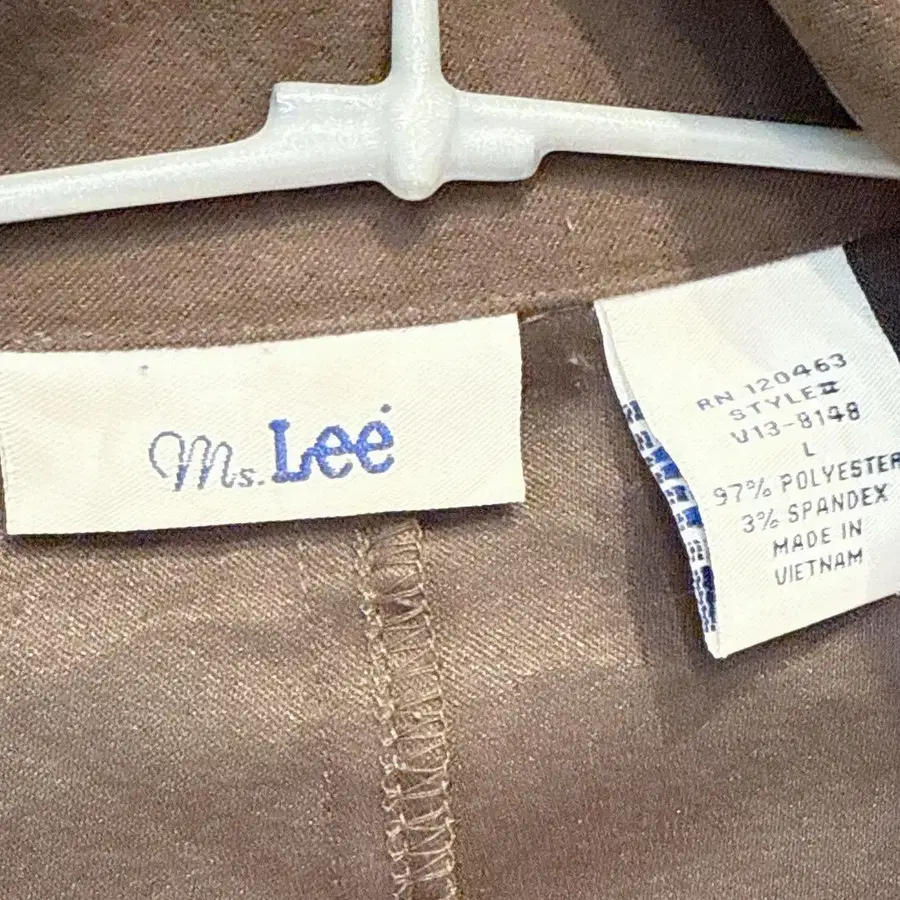 Ms. Lee
RN 120463
STYLE#
V13-8148
L
97% POLYESTER
3% SPANDEX
MADE IN
VIETNAM